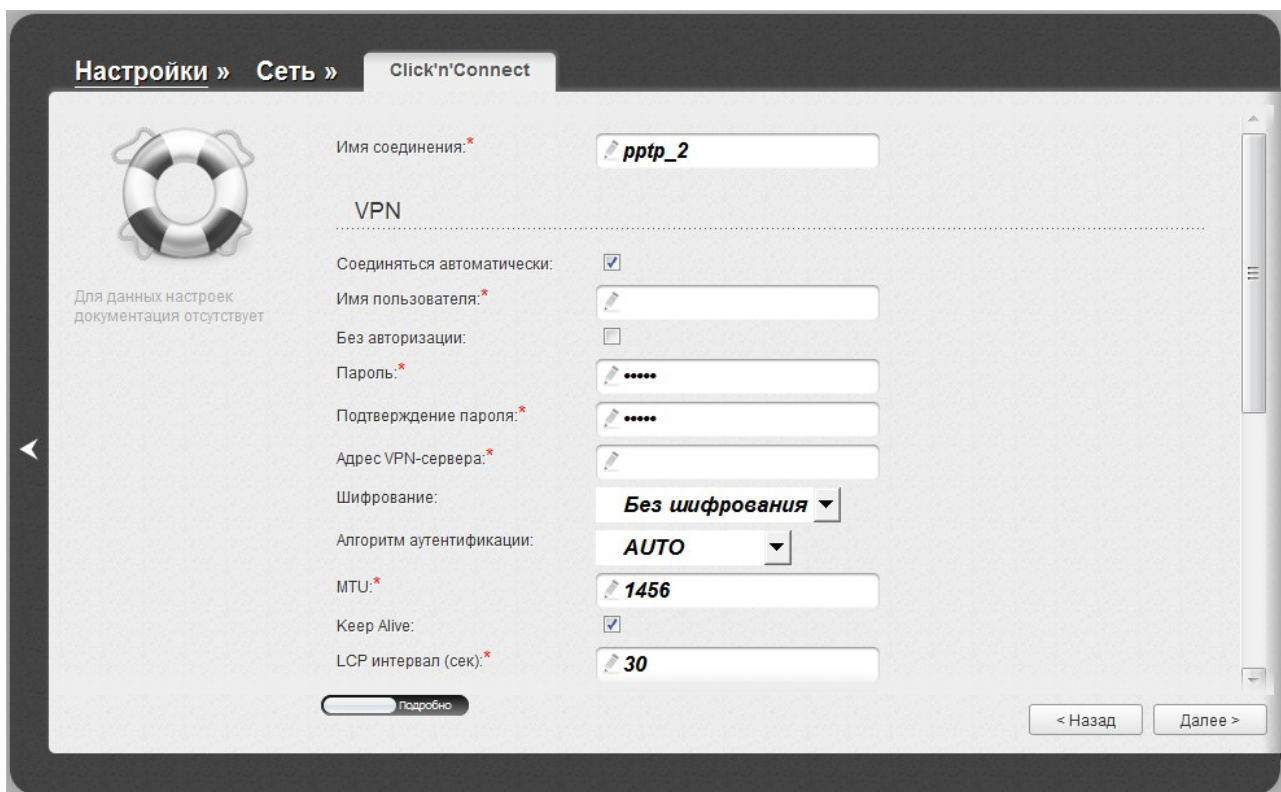 Настройки » Сеть » Click'n'Connect
Имя соединения:* pptp_2
VPN
Соединяться автоматически:
Для данных настроек
документация отсутствует
Имя пользователя:*
Без авторизации:
Пароль:* •••••
Подтверждение пароля:* •••••
Адрес VPN-сервера:*
Шифрование: Без шифрования
Алгоритм аутентификации: AUTO
MTU:* 1456
Keep Alive:
LCP интервал (сек):* 30
Подробно
< Назад Далее >